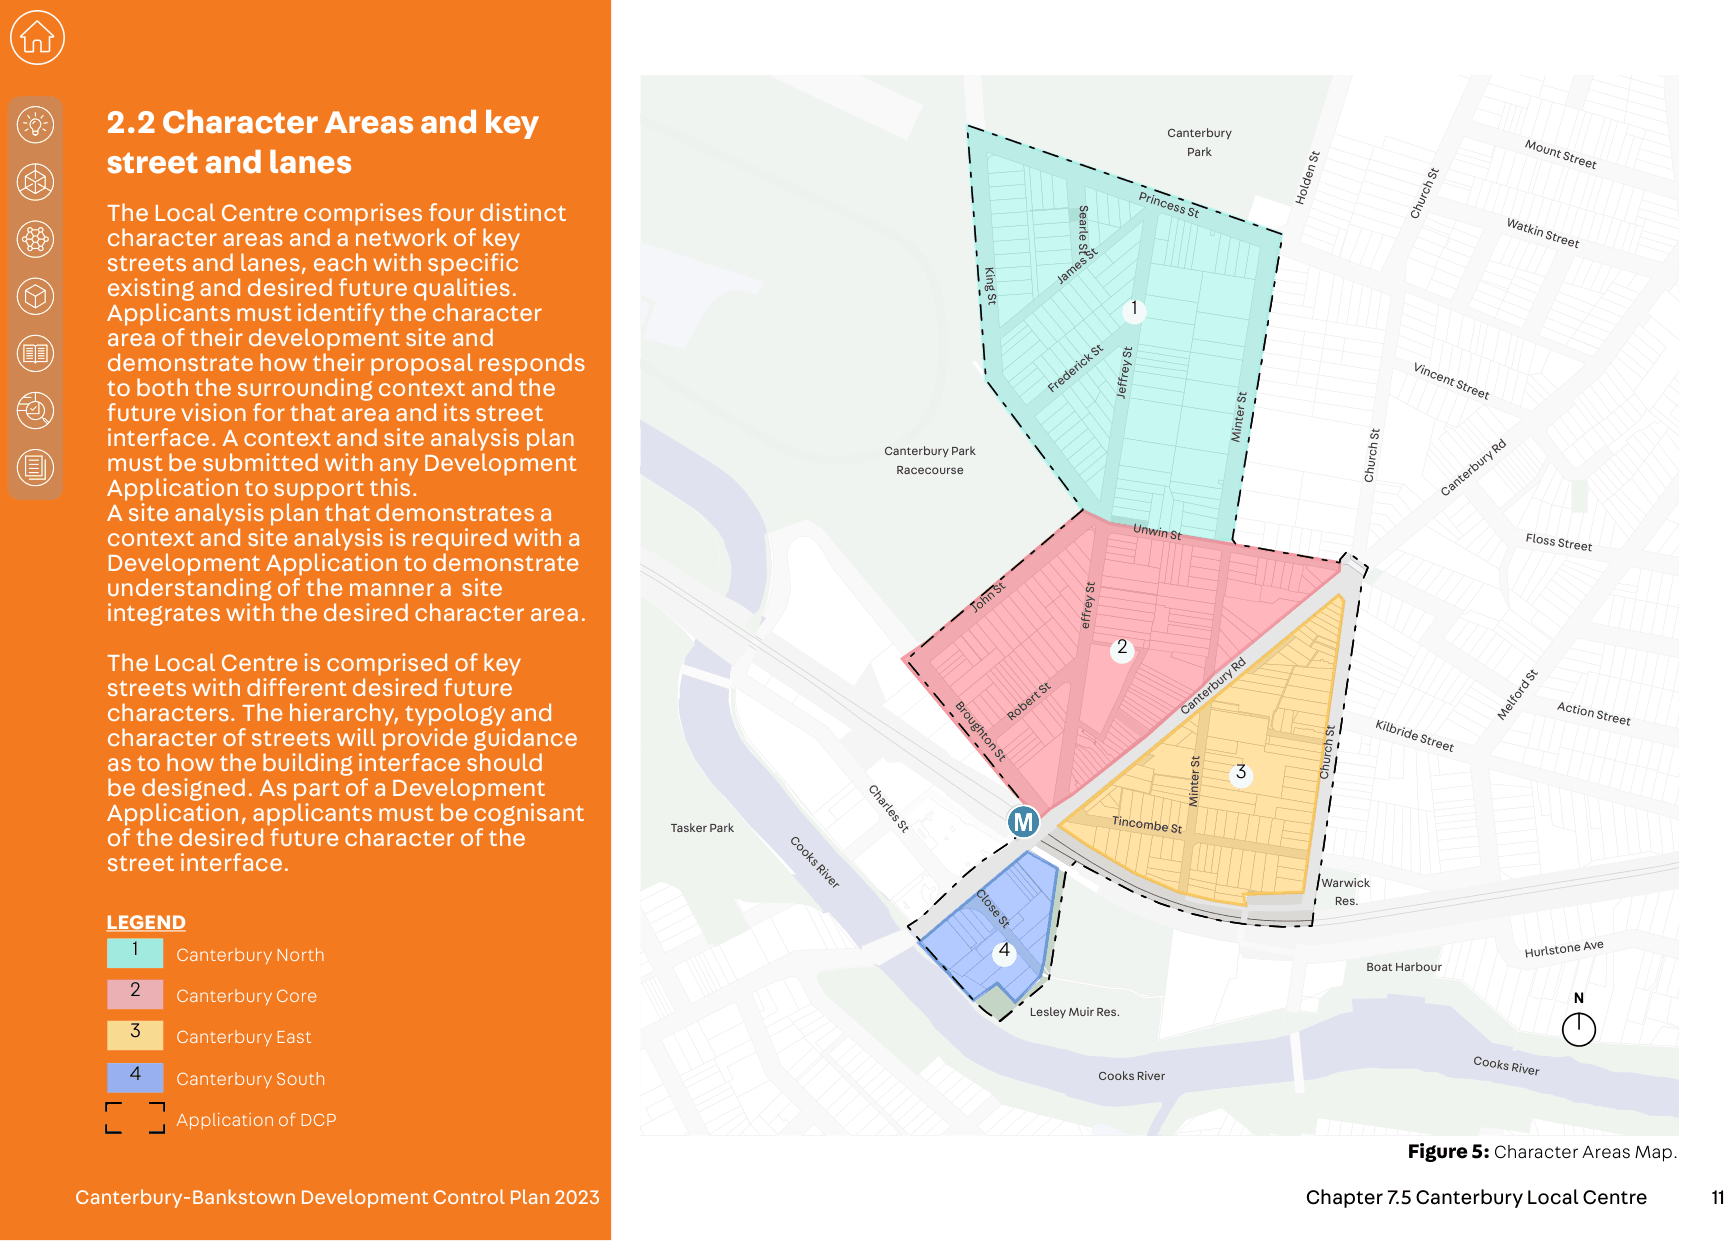 2.2 Character Areas and key
street and lanes
The Local Centre comprises four distinct
character areas and a network of key
streets and lanes, each with specific
existing and desired future qualities.
Applicants must identify the character
area of their development site and
demonstrate how their proposal responds
to both the surrounding context and the
future vision for that area and its street
interface. A context and site analysis plan
must be submitted with any Development
Application to support this.
A site analysis plan that demonstrates a
context and site analysis is required with a
Development Application to demonstrate
understanding of the manner a site
integrates with the desired character area.
The Local Centre is comprised of key
streets with different desired future
characters. The hierarchy, typology and
character of streets will provide guidance
as to how the building interface should
be designed. As part of a Development
Application, applicants must be cognisant
of the desired future character of the
street interface.
LEGEND
1 Canterbury North
2 Canterbury Core
3 Canterbury East
4 Canterbury South
Application of DCP
Canterbury-Bankstown Development Control Plan 2023
Canterbury
Park
Holden St
Church St
Mount Street
Princess St
Searle St
Watkin Street
James St
King St
1
Frederick St
Jeffrey St
Minter St
Vincent Street
Church St
Canterbury Rd
Canterbury Park
Racecourse
Unwin St
Floss Street
John St
effrey St
2
Canterbury Rd
Robert St
Broughton St
Melford St
Action Street
Kilbride Street
Church St
3
Minter St
Charles St
M
Tincombe St
Tasker Park
Cooks River
Warwick
Res.
Close St
4
Hurlstone Ave
Boat Harbour
Lesley Muir Res.
N
Cooks River
Cooks River
Figure 5: Character Areas Map.
Chapter 7.5 Canterbury Local Centre
11